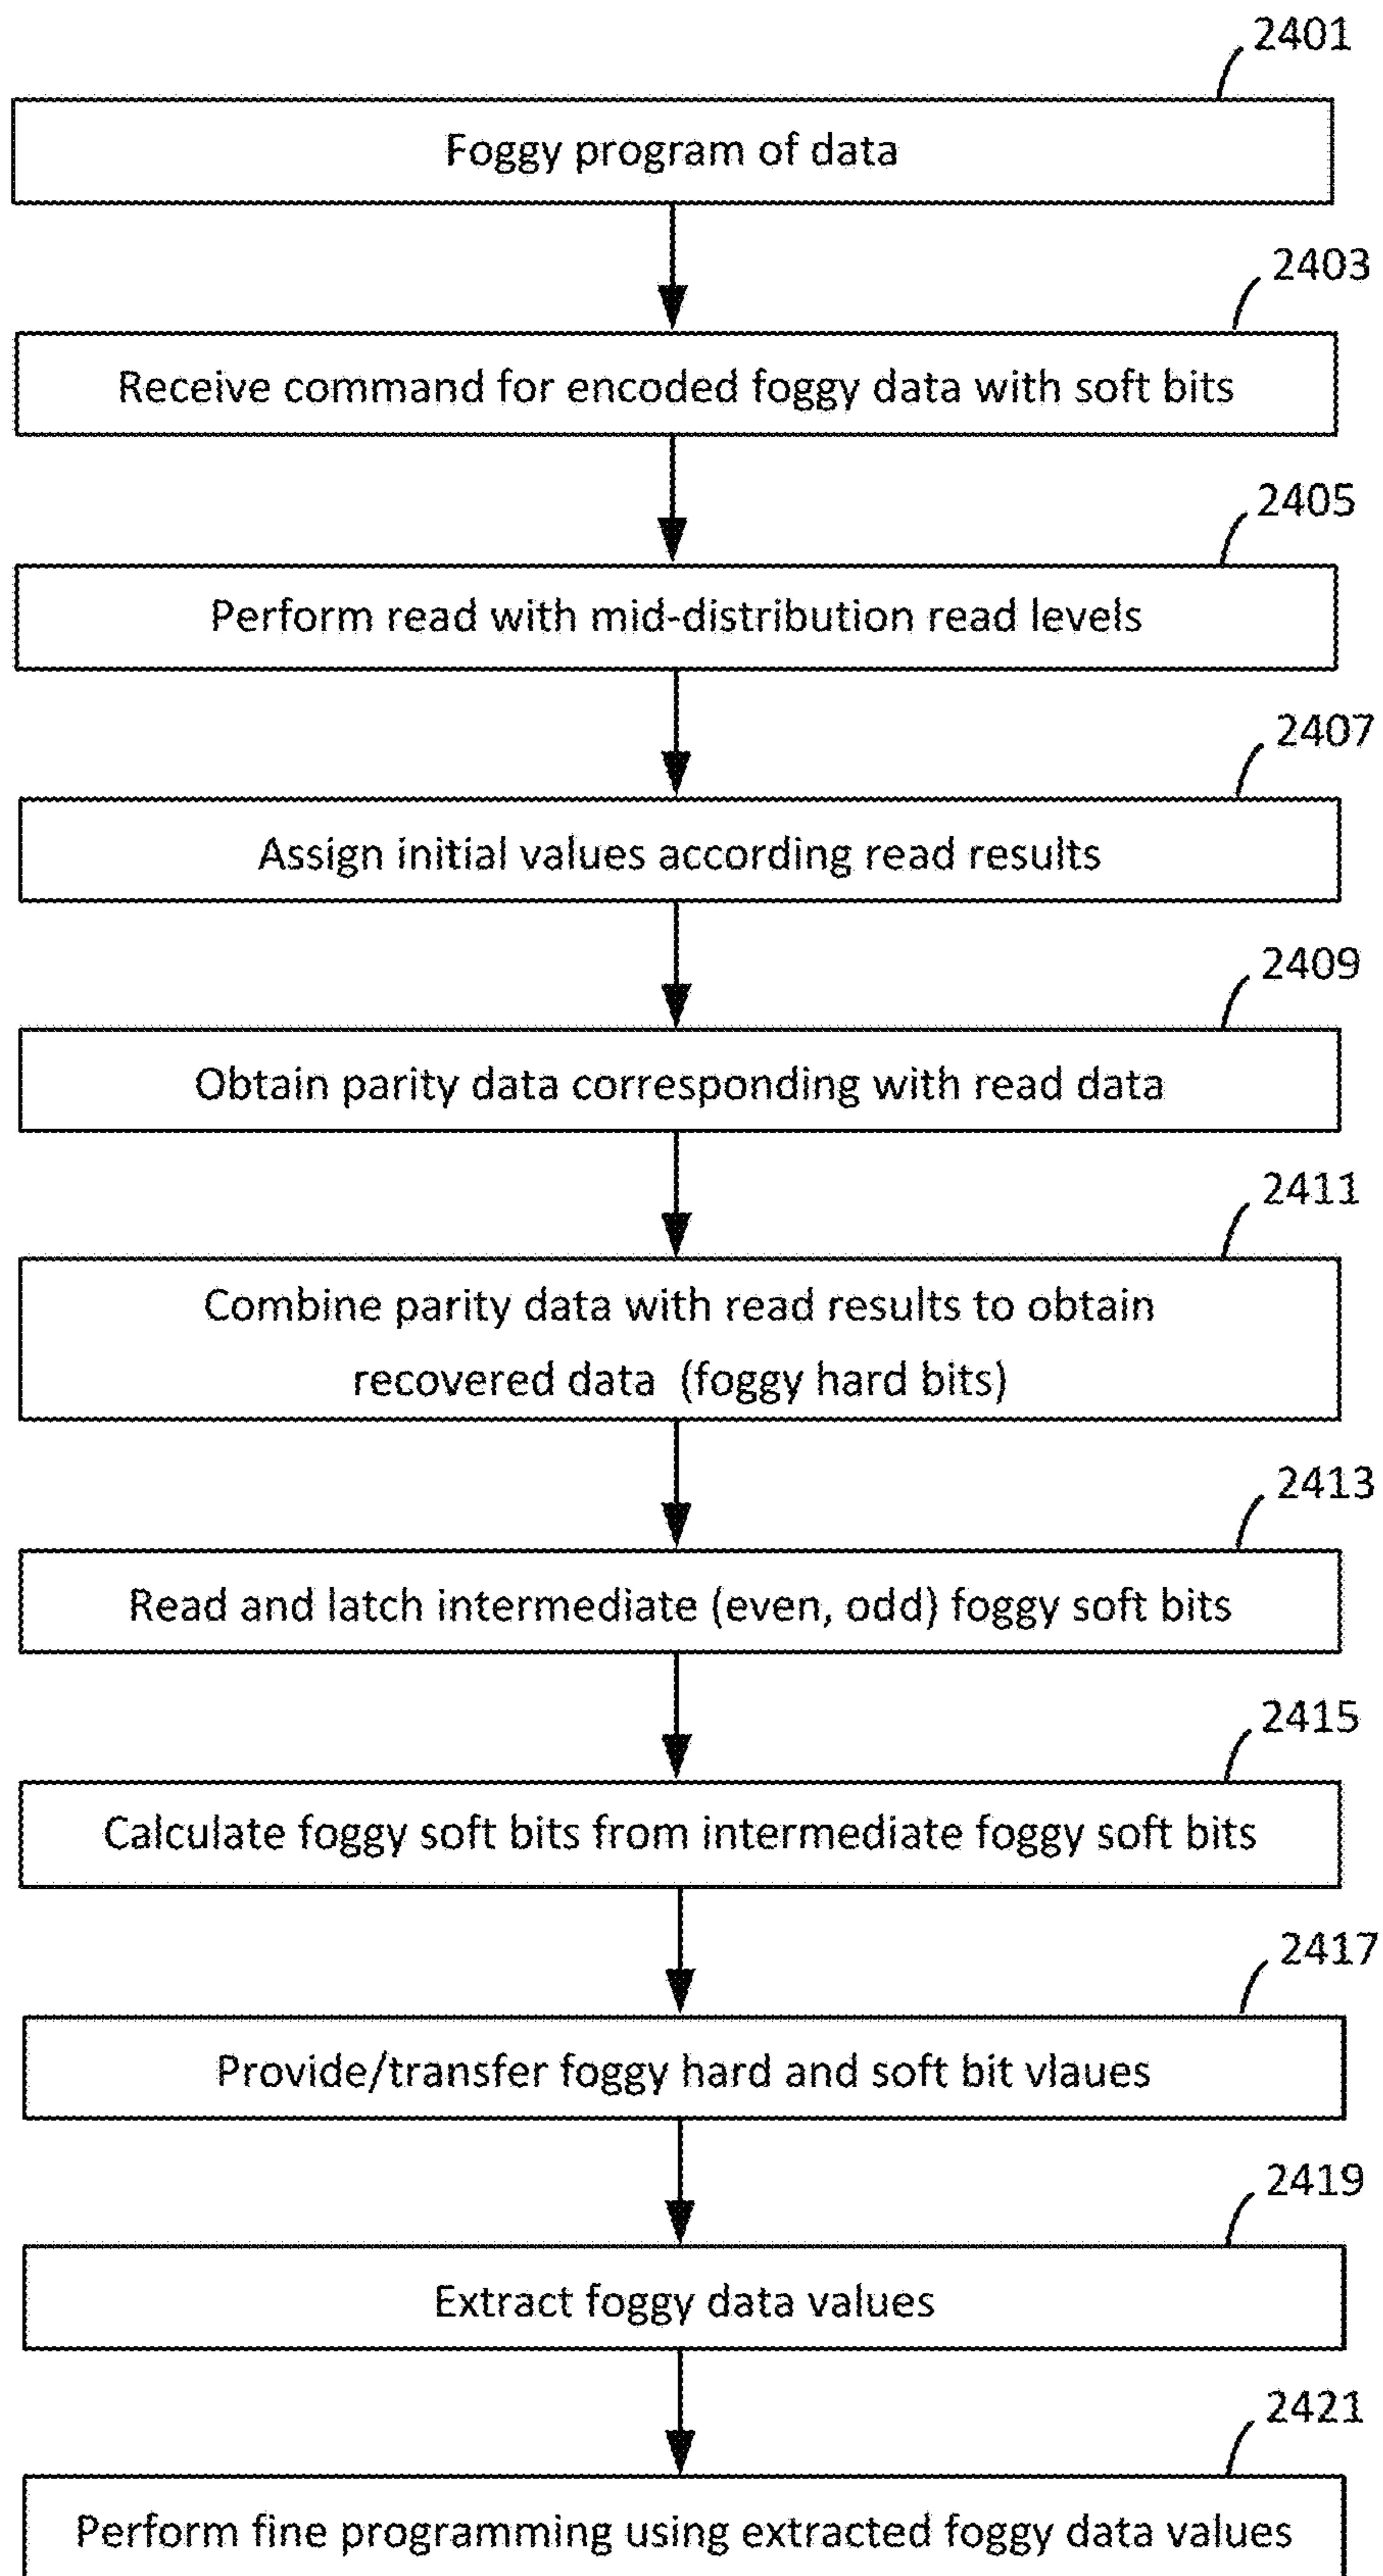 2401
Foggy program of data
2403
Receive command for encoded foggy data with soft bits
2405
Perform read with mid-distribution read levels
2407
Assign initial values according read results
2409
Obtain parity data corresponding with read data
2411
Combine parity data with read results to obtain
recovered data (foggy hard bits)
2413
Read and latch intermediate (even, odd) foggy soft bits
2415
Calculate foggy soft bits from intermediate foggy soft bits
2417
Provide/transfer foggy hard and soft bit vlaues
2419
Extract foggy data values
2421
Perform fine programming using extracted foggy data values